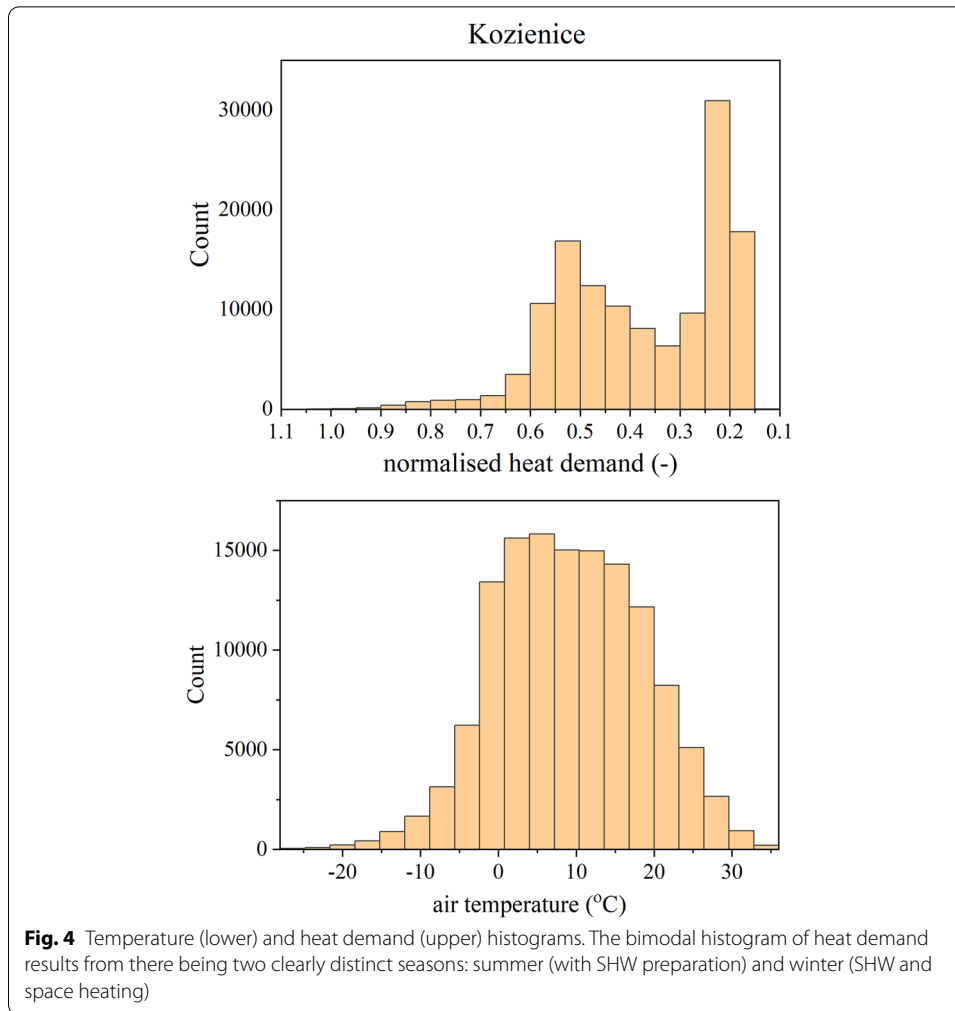 Kozienice
30000
20000
10000
0
Count
1.1 1.0 0.9 0.8 0.7 0.6 0.5 0.4 0.3 0.2 0.1
normalised heat demand (-)
15000
10000
5000
0
Count
-20 -10 0 10 20 30
air temperature (°C)
Fig. 4 Temperature (lower) and heat demand (upper) histograms. The bimodal histogram of heat demand
results from there being two clearly distinct seasons: summer (with SHW preparation) and winter (SHW and
space heating)